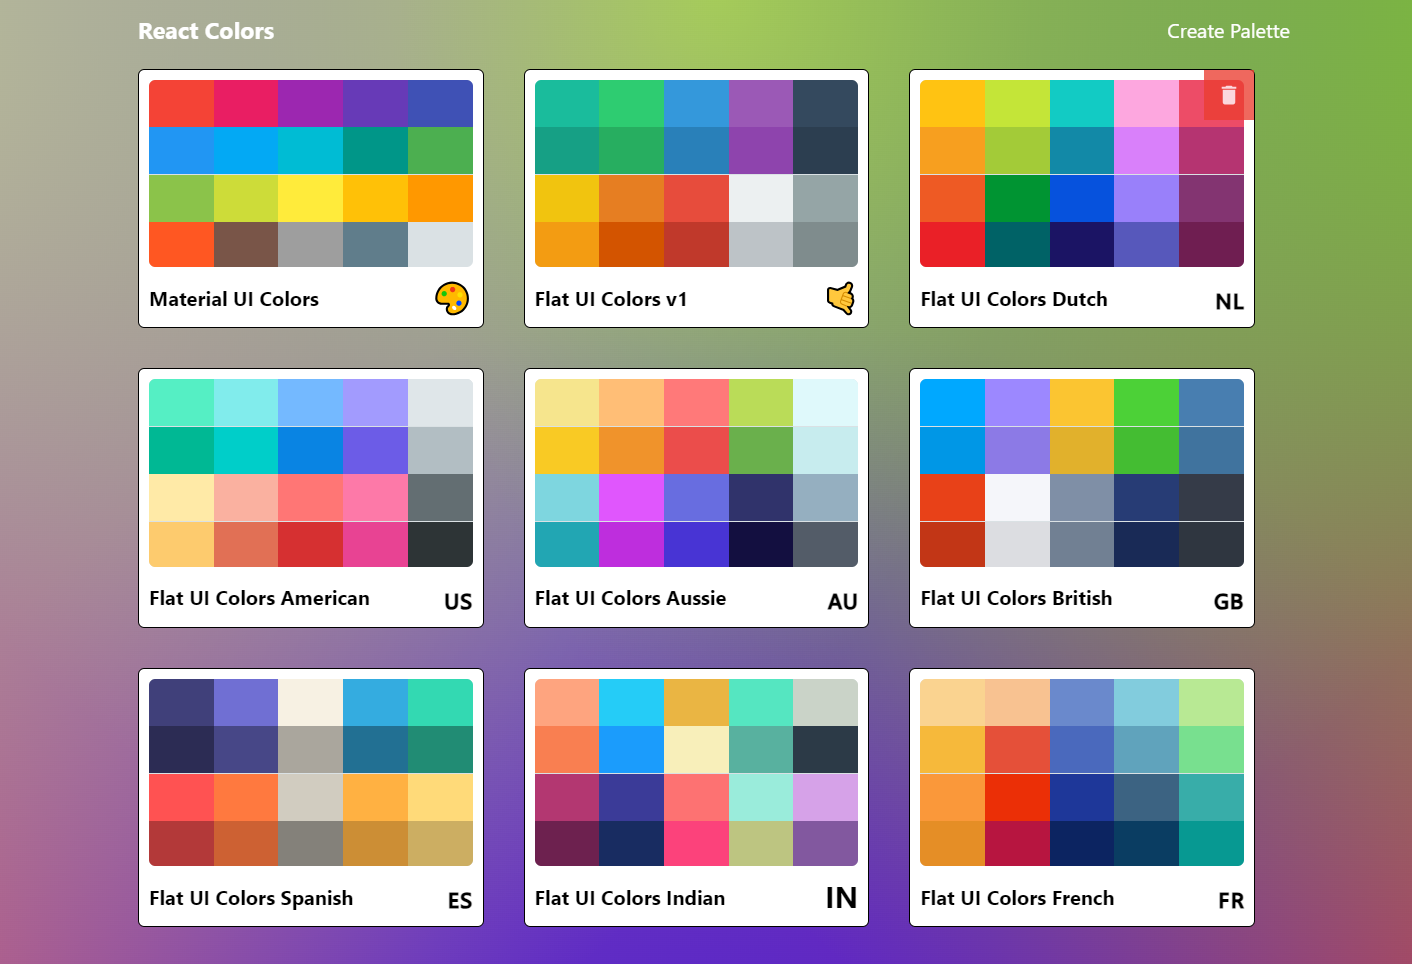 React Colors
Create Palette
Material UI Colors 🎨
Flat UI Colors v1 🤙
Flat UI Colors Dutch NL
Flat UI Colors American US
Flat UI Colors Aussie AU
Flat UI Colors British GB
Flat UI Colors Spanish ES
Flat UI Colors Indian IN
Flat UI Colors French FR